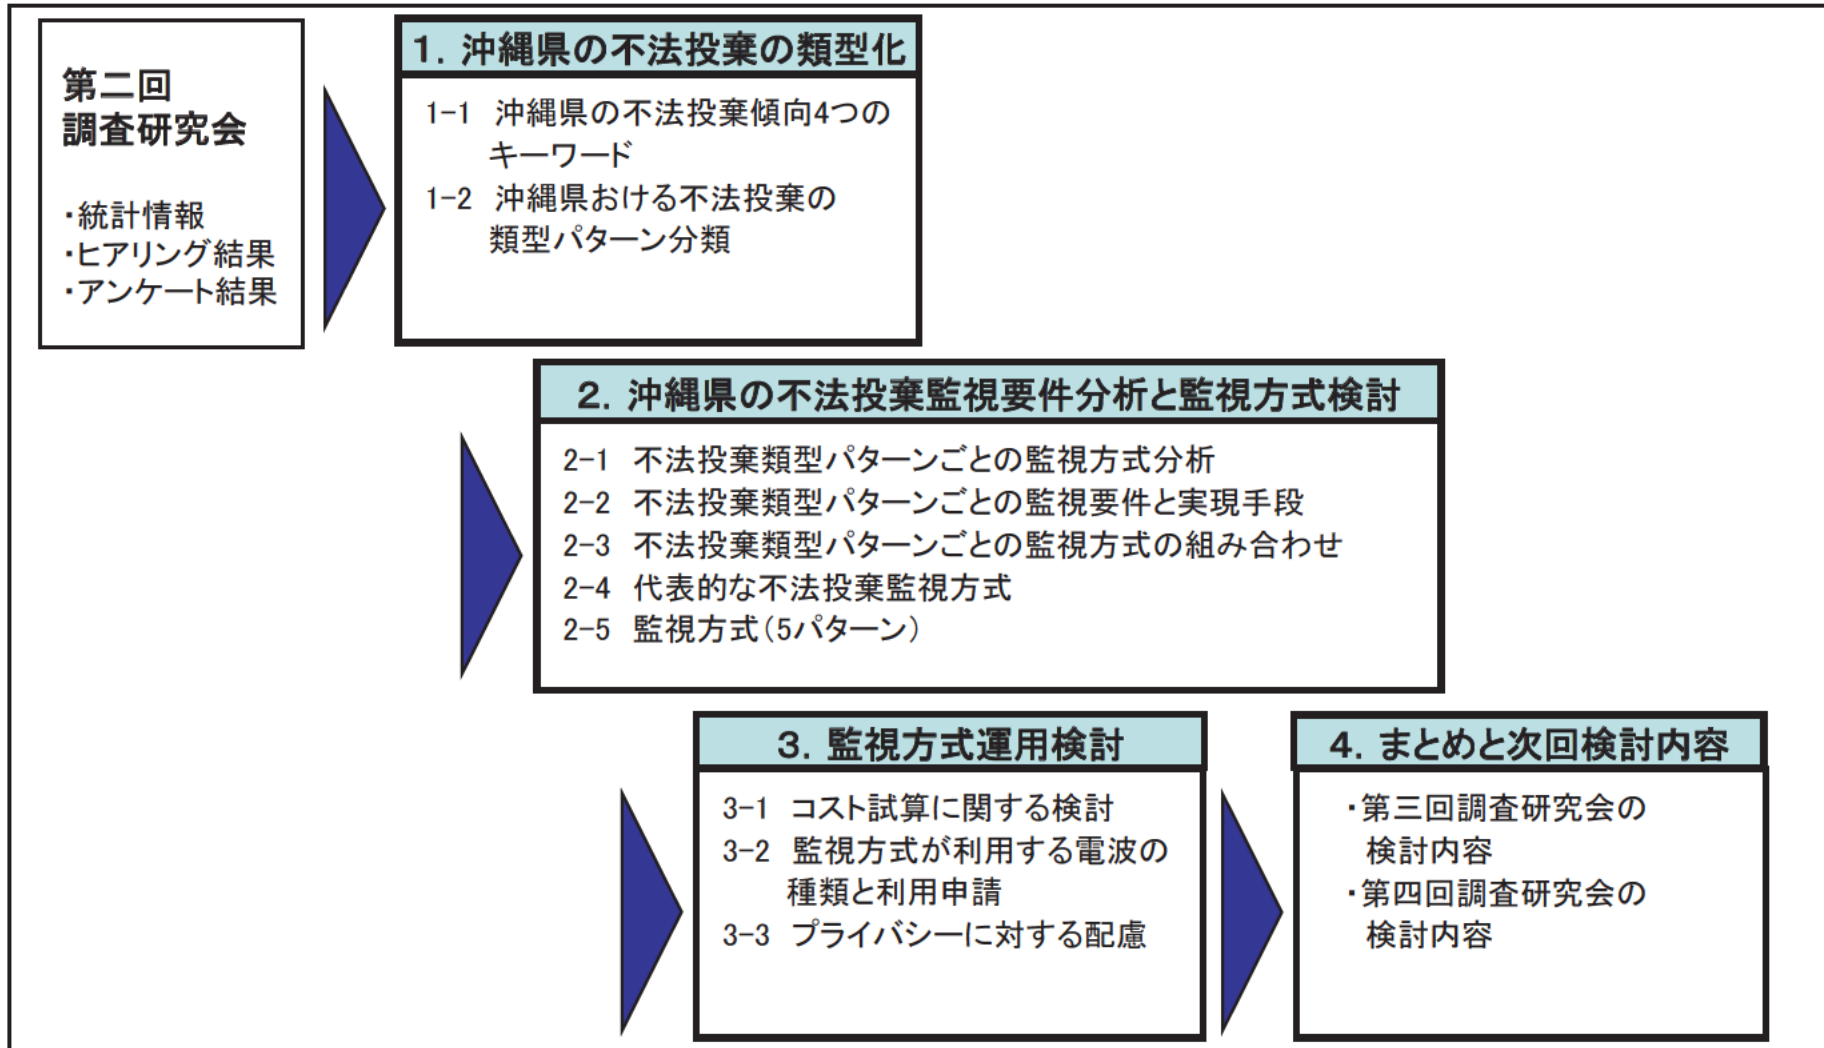 第二回
調査研究会
・統計情報
・ヒアリング結果
・アンケート結果
1．沖縄県の不法投棄の類型化
1-1 沖縄県の不法投棄傾向4つの
キーワード
1-2 沖縄県おける不法投棄の
類型パターン分類
2．沖縄県の不法投棄監視要件分析と監視方式検討
2-1 不法投棄類型パターンごとの監視方式分析
2-2 不法投棄類型パターンごとの監視要件と実現手段
2-3 不法投棄類型パターンごとの監視方式の組み合わせ
2-4 代表的な不法投棄監視方式
2-5 監視方式（5パターン）
3．監視方式運用検討
3-1 コスト試算に関する検討
3-2 監視方式が利用する電波の
種類と利用申請
3-3 プライバシーに対する配慮
4．まとめと次回検討内容
・第三回調査研究会の
検討内容
・第四回調査研究会の
検討内容